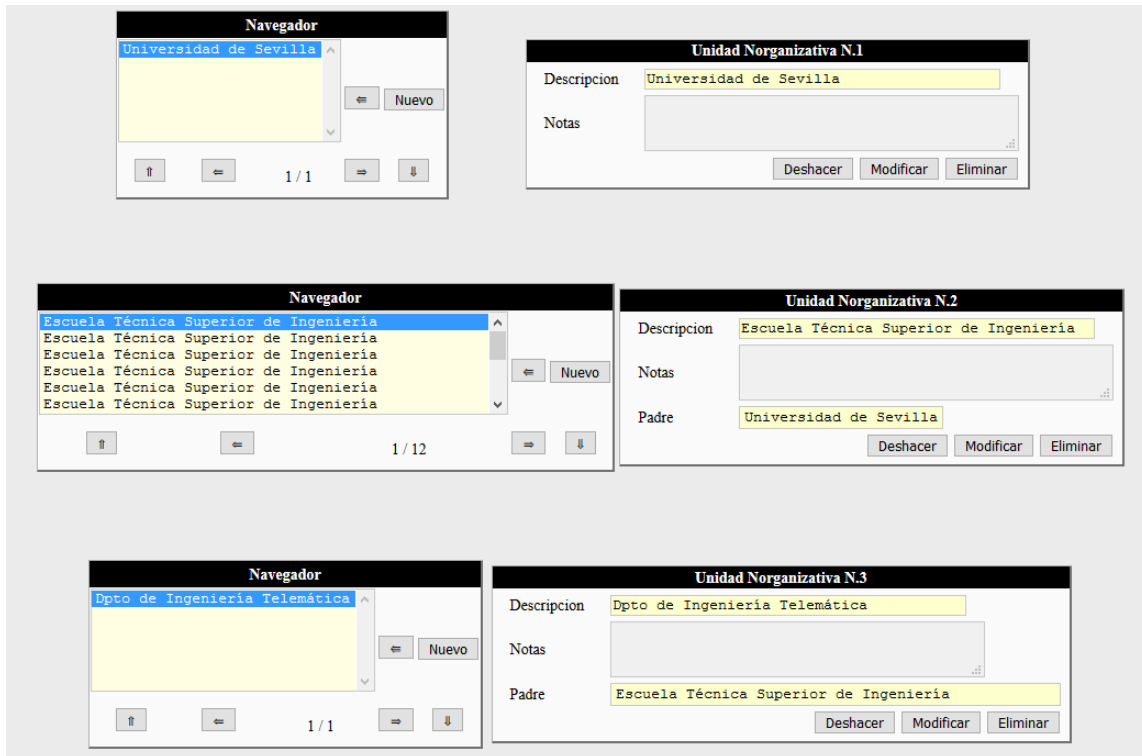 Navegador
Universidad de Sevilla
⇐ Nuevo
⇑ ⇐ 1 / 1 ⇒ ⇓
Unidad Norganizativa N.1
Descripcion Universidad de Sevilla
Notas
Deshacer Modificar Eliminar
Navegador
Escuela Técnica Superior de Ingeniería
Escuela Técnica Superior de Ingeniería
Escuela Técnica Superior de Ingeniería
Escuela Técnica Superior de Ingeniería
Escuela Técnica Superior de Ingeniería
Escuela Técnica Superior de Ingeniería
⇐ Nuevo
⇑ ⇐ 1 / 12 ⇒ ⇓
Unidad Norganizativa N.2
Descripcion Escuela Técnica Superior de Ingeniería
Notas
Padre Universidad de Sevilla
Deshacer Modificar Eliminar
Navegador
Dpto de Ingeniería Telemática
⇐ Nuevo
⇑ ⇐ 1 / 1 ⇒ ⇓
Unidad Norganizativa N.3
Descripcion Dpto de Ingeniería Telemática
Notas
Padre Escuela Técnica Superior de Ingeniería
Deshacer Modificar Eliminar